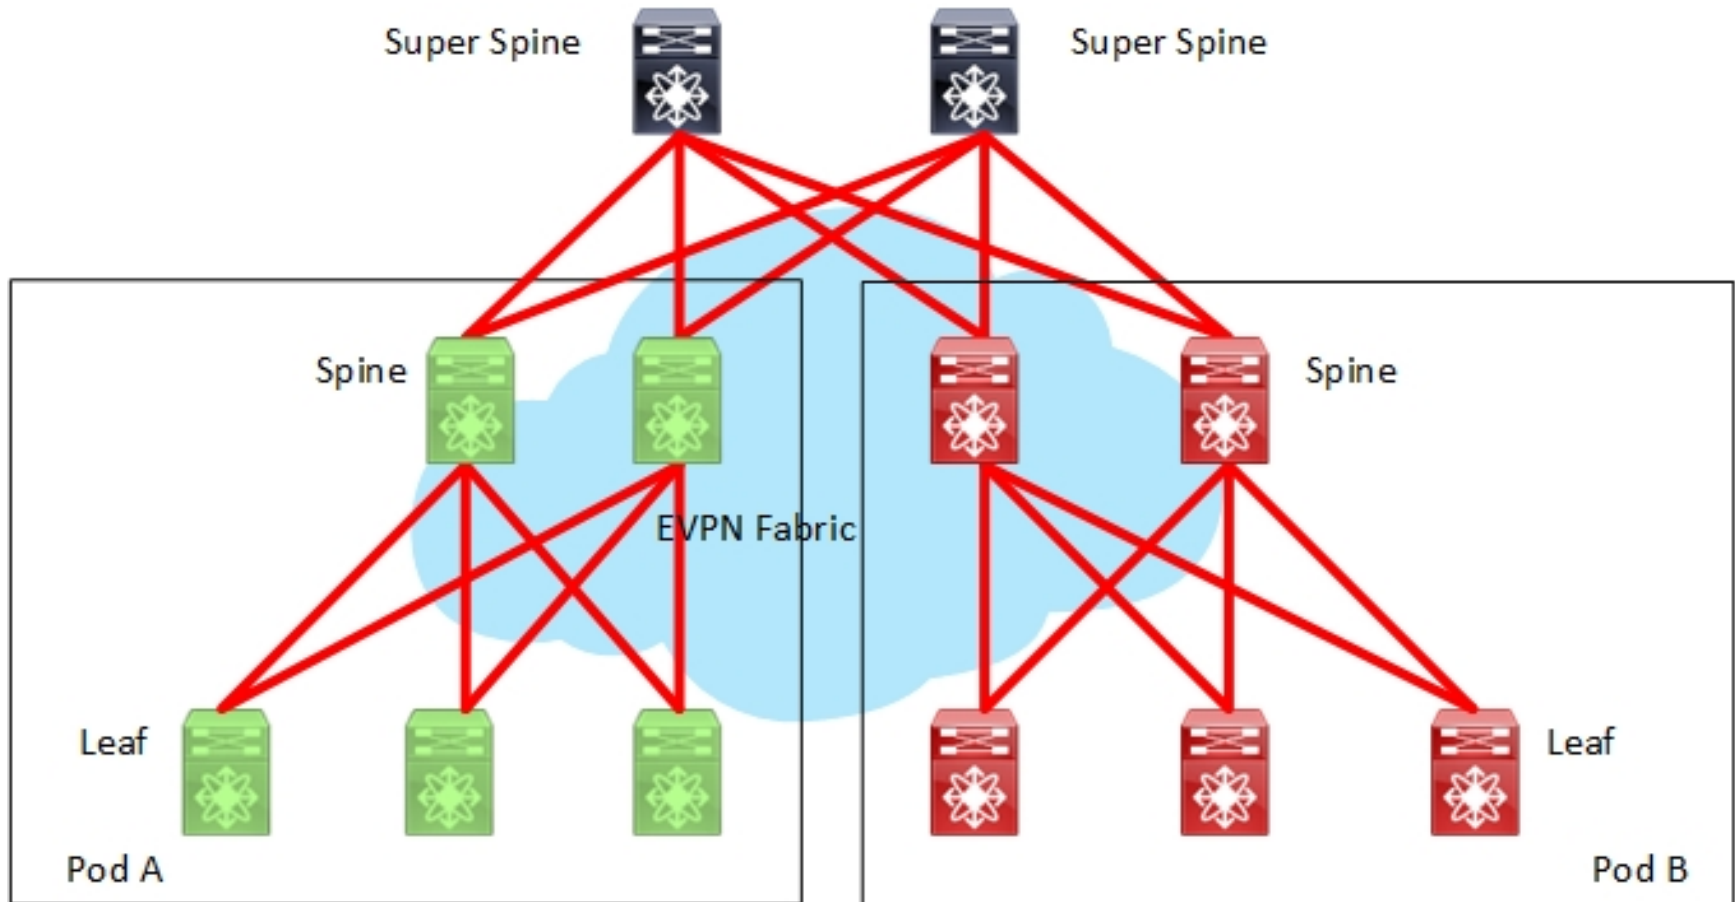 Super Spine
Super Spine
Spine
Spine
EVPN Fabric
Leaf
Leaf
Pod A
Pod B